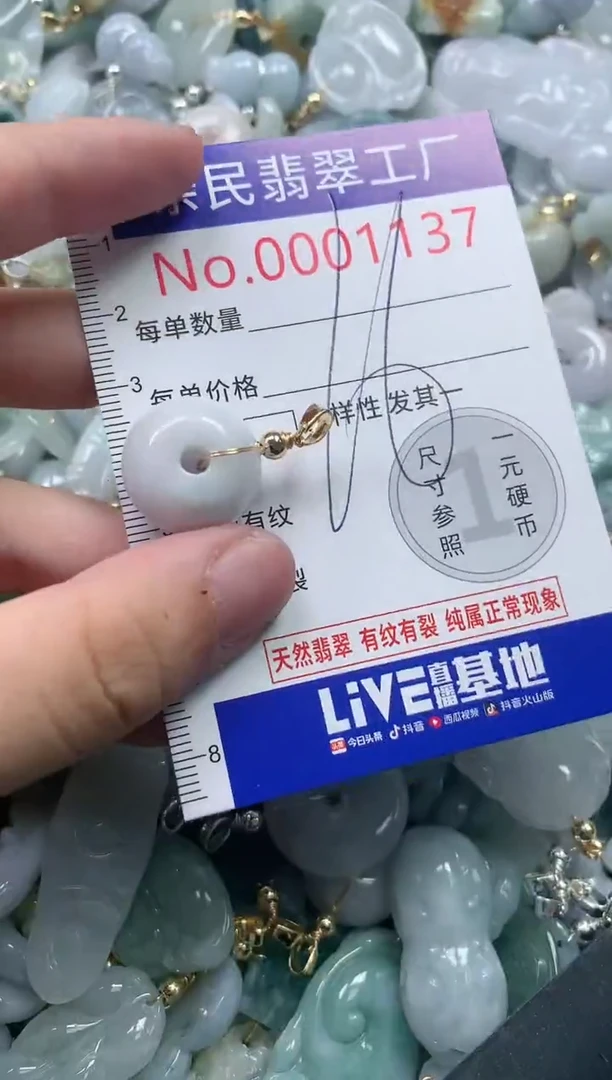 民翡翠工厂
No.0001137
1
2 每单数量
3 每单价格
样性发其一
一元硬币
尺寸参照
1
有纹
裂
天然翡翠 有纹有裂 纯属正常现象
8
LiVE直播基地
头条 今日头条 抖音 西瓜视频 抖音火山版